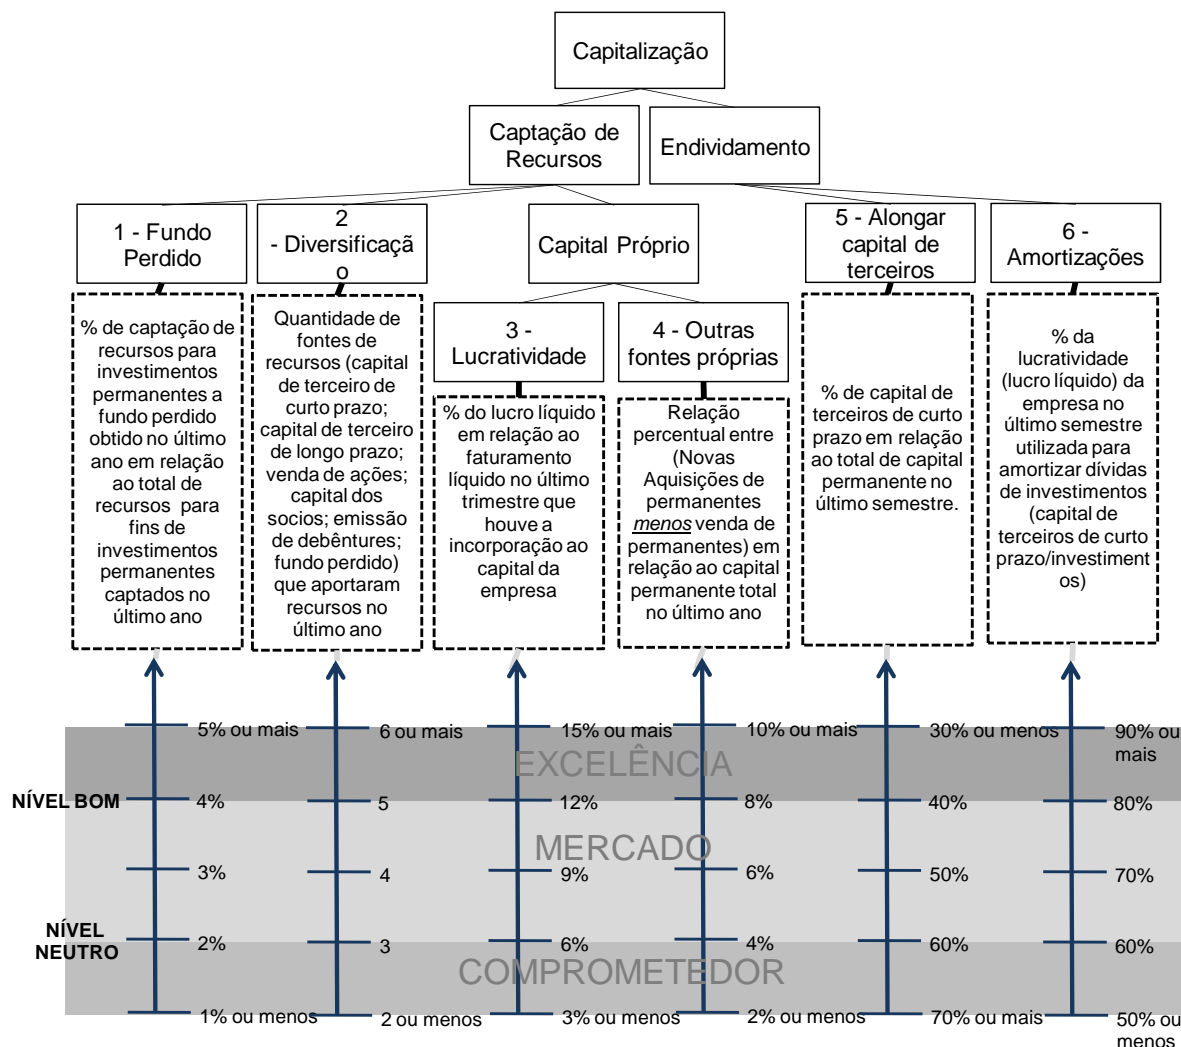 Capitalização
Captação de
Recursos
Endividamento
1 - Fundo
Perdido
2
- Diversificaçã
o
Capital Próprio
5 - Alongar
capital de
terceiros
6 -
Amortizações
3 -
Lucratividade
4 - Outras
fontes próprias
% de captação de
recursos para
investimentos
permanentes a
fundo perdido
obtido no último
ano em relação
ao total de
recursos para
fins de
investimentos
permanentes
captados no
último ano
Quantidade de
fontes de
recursos (capital
de terceiro de
curto prazo;
capital de terceiro
de longo prazo;
venda de ações;
capital dos
socios; emissão
de debêntures;
fundo perdido)
que aportaram
recursos no
último ano
% do lucro líquido
em relação ao
faturamento
líquido no último
trimestre que
houve a
incorporação ao
capital da
empresa
Relação
percentual entre
(Novas
Aquisições de
permanentes
menos venda de
permanentes) em
relação ao capital
permanente total
no último ano
% de capital de
terceiros de curto
prazo em relação
ao total de capital
permanente no
último semestre.
% da
lucratividade
(lucro líquido) da
empresa no
último semestre
utilizada para
amortizar dívidas
de investimentos
(capital de
terceiros de curto
prazo/investiment
os)
5% ou mais
6 ou mais
15% ou mais
10% ou mais
30% ou menos
90% ou
mais
EXCELÊNCIA
NÍVEL BOM
4%
5
12%
8%
40%
80%
MERCADO
3%
4
9%
6%
50%
70%
NÍVEL
NEUTRO
2%
3
6%
4%
60%
60%
COMPROMETEDOR
1% ou menos
2 ou menos
3% ou menos
2% ou menos
70% ou mais
50% ou
menos